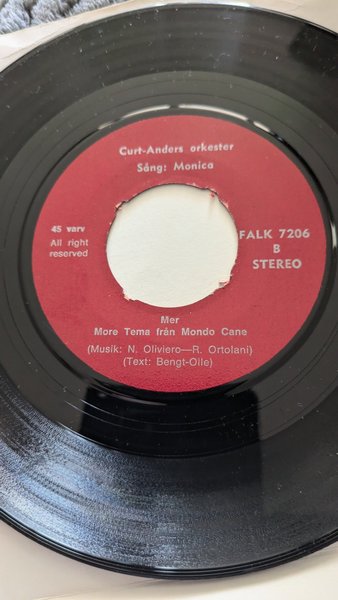 Curt-Anders orkester
Sång: Monica
45 varv
All right
reserved
FALK 7206
B
STEREO
Mer
More Tema från Mondo Cane
(Musik: N. Oliviero—R. Ortolani)
(Text: Bengt-Olle)